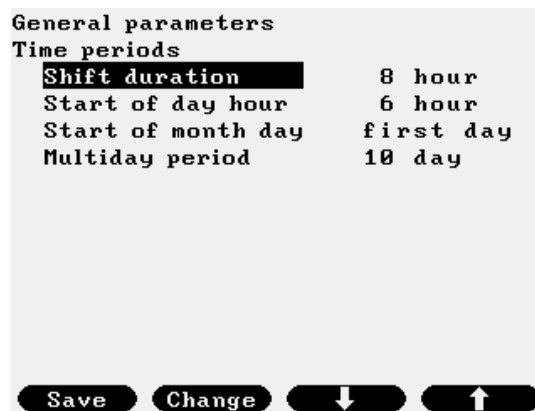 General parameters
Time periods
Shift duration 8 hour
Start of day hour 6 hour
Start of month day first day
Multiday period 10 day
Save Change ↓ ↑